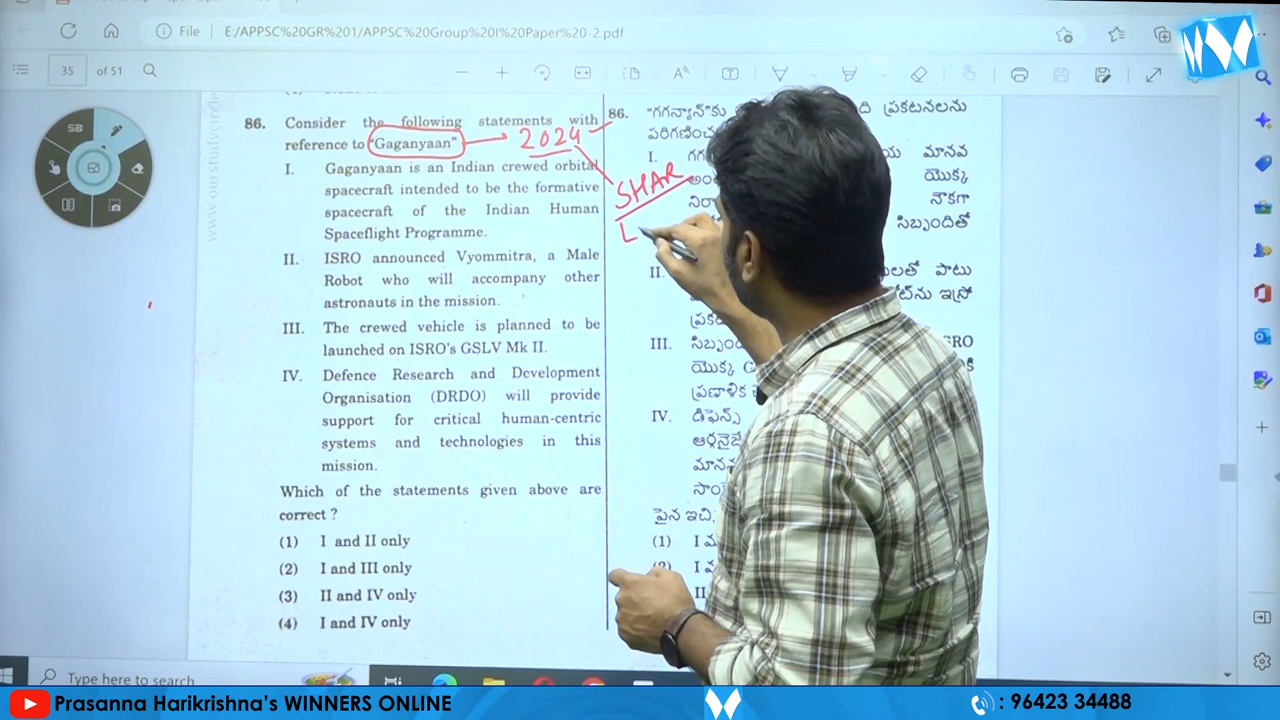 File E:/APPSC%20GR%201/APPSC%20Group%20I%20Paper%20-2.pdf
35 of 51
www.ourstudycircle
SB
86. Consider the following statements with
reference to "Gaganyaan" 2024
SHAR
L
I. Gaganyaan is an Indian crewed orbital
spacecraft intended to be the formative
spacecraft of the Indian Human
Spaceflight Programme.
II. ISRO announced Vyommitra, a Male
Robot who will accompany other
astronauts in the mission.
III. The crewed vehicle is planned to be
launched on ISRO's GSLV Mk II.
IV. Defence Research and Development
Organisation (DRDO) will provide
support for critical human-centric
systems and technologies in this
mission.
Which of the statements given above are
correct ?
(1) I and II only
(2) I and III only
(3) II and IV only
(4) I and IV only
86. "గగన్యాన్"కు ప్రకటనలను
I. మానవ
యొక్క
నౌకగా
సిబ్బందితో
II. పాటు
ఇస్రో
III.
యొక్క
IV. డిఫెన్స్
(1) I
(2) I
II
Type here to search
Prasanna Harikrishna's WINNERS ONLINE
: 96423 34488